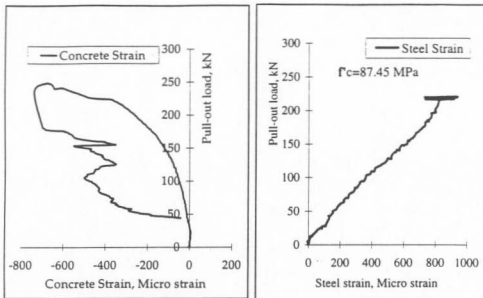 Concrete Strain
300
250
200
150
100
50
0
Pull-out load, kN
-800 -600 -400 -200 0 200
Concrete Strain, Micro strain
Steel Strain
f'c=87.45 MPa
300
250
200
150
100
50
0
Pull-out load, kN
0 200 400 600 800 1000
Steel strain, Micro strain